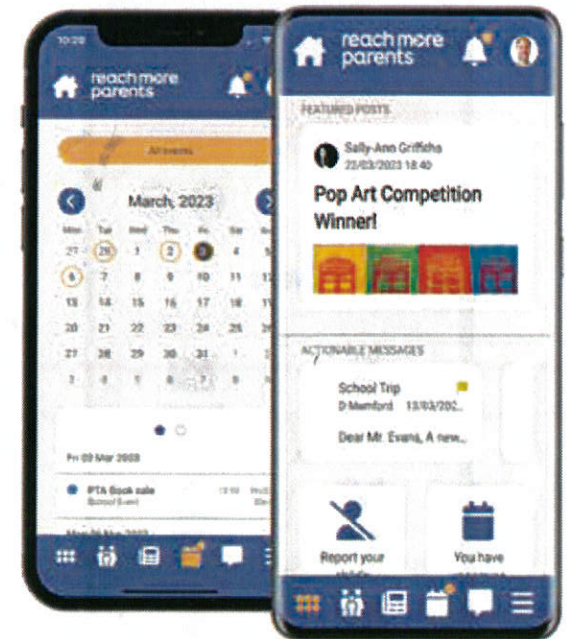 10:20
reach more
parents
All events
March, 2023
Mon Tue Wed Thu Fri Sat
27 28 1 2 3 4 5
6 7 8 9 10 11 12
13 14 15 16 17 18
20 21 22 23 24 25 26
27 28 29 30 31 1
3 4 5 6 7 8
Fri 03 Mar 2023
PTA Book sale
School Event
reach more
parents
FEATURED POSTS
Sally-Ann Griffiths
22/03/2023 18:40
Pop Art Competition
Winner!
ACTIONABLE MESSAGES
School Trip
D Mumford 13/03/202...
Dear Mr. Evans, A new...
Report your
You have